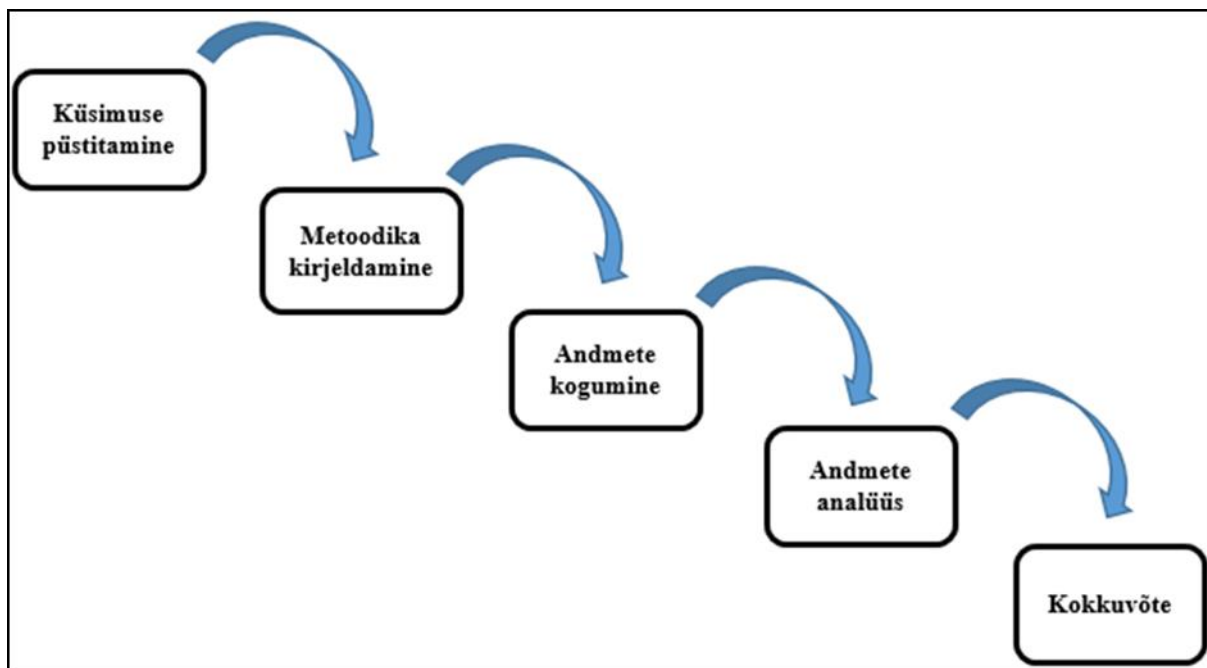 Küsimuse
püstitamine
Metoodika
kirjeldamine
Andmete
kogumine
Andmete
analüüs
Kokkuvõte